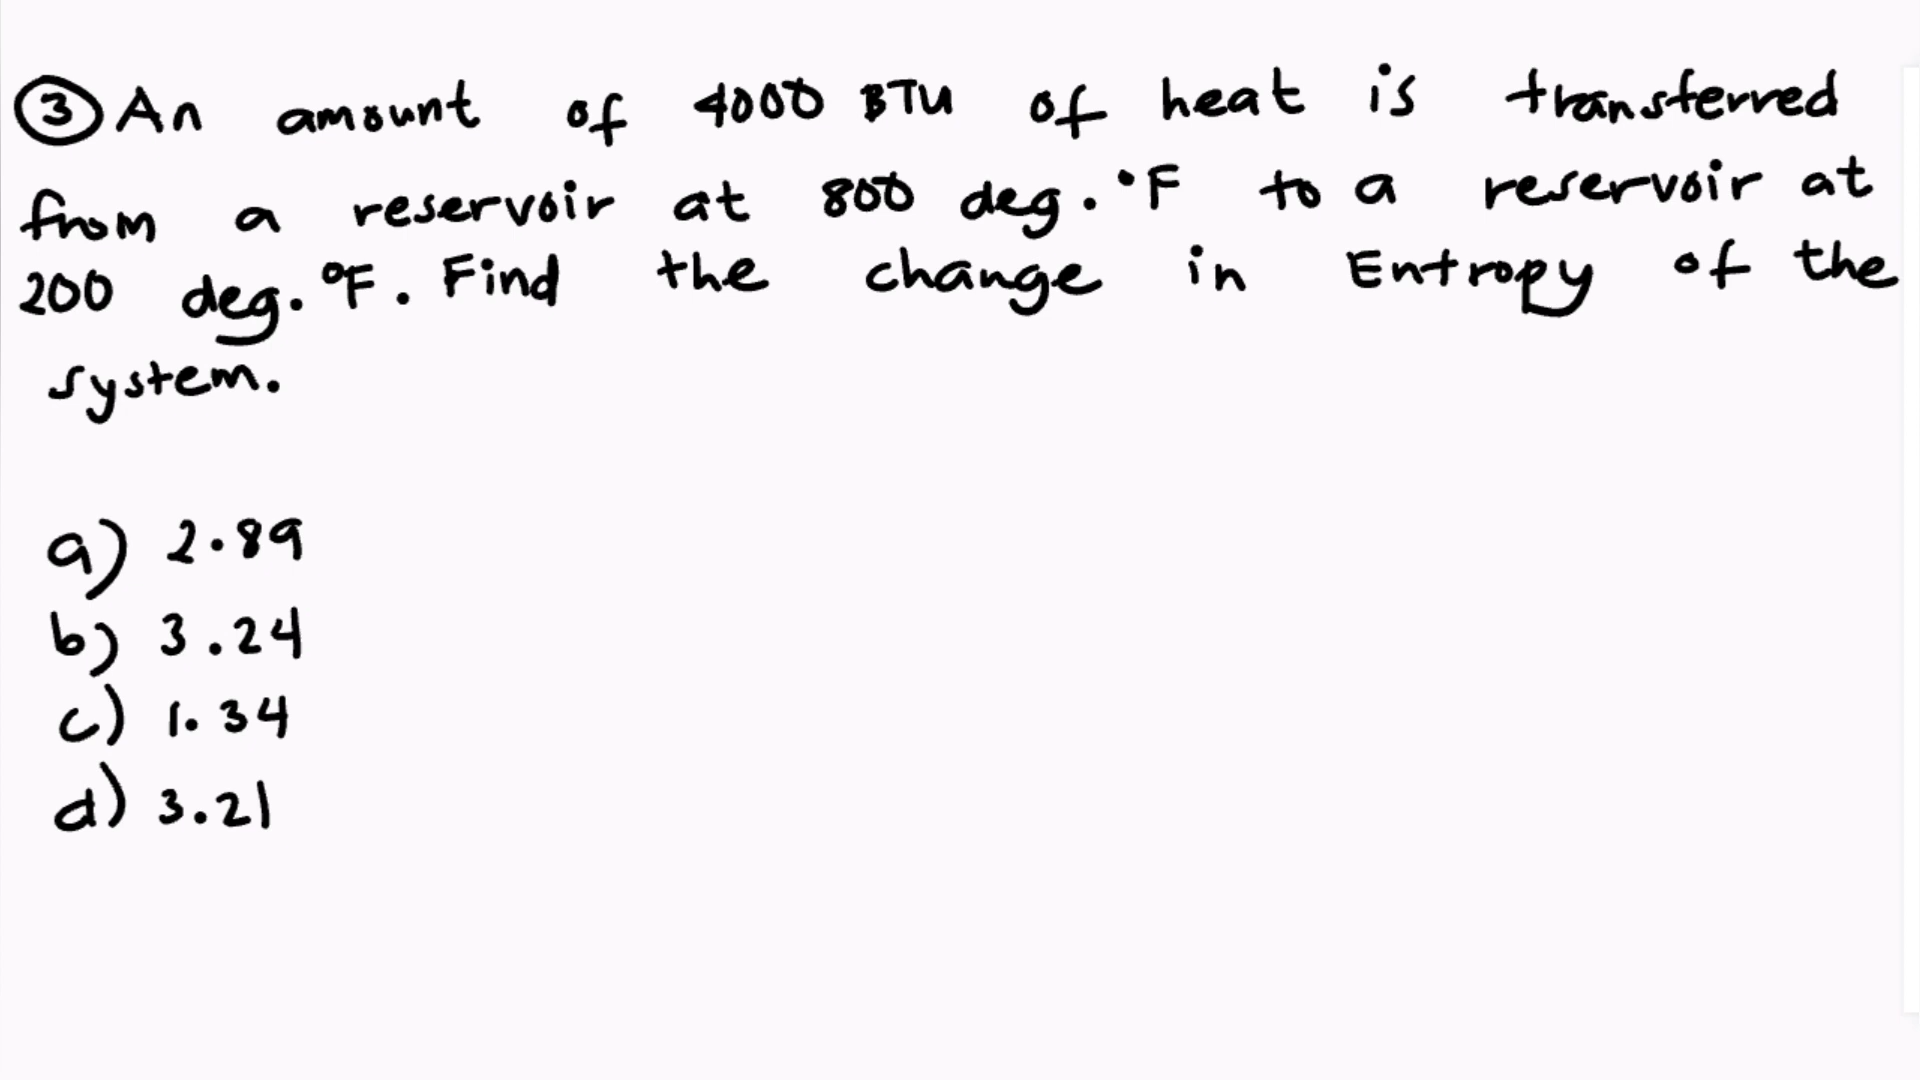 ③ An amount of 4000 BTU of heat is transferred
from a reservoir at 800 deg. °F to a reservoir at
200 deg. °F. Find the change in Entropy of the
system.
a) 2.89
b) 3.24
c) 1.34
d) 3.21